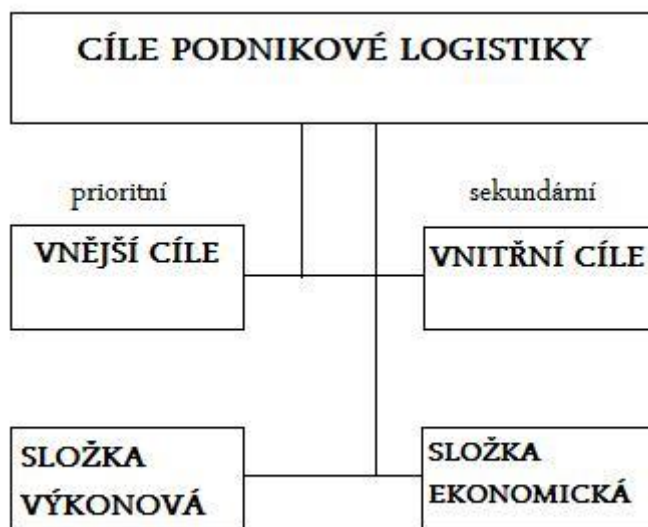 CÍLE PODNIKOVÉ LOGISTIKY
prioritní
sekundární
VNĚJŠÍ CÍLE
VNITŘNÍ CÍLE
SLOŽKA
VÝKONOVÁ
SLOŽKA
EKONOMICKÁ